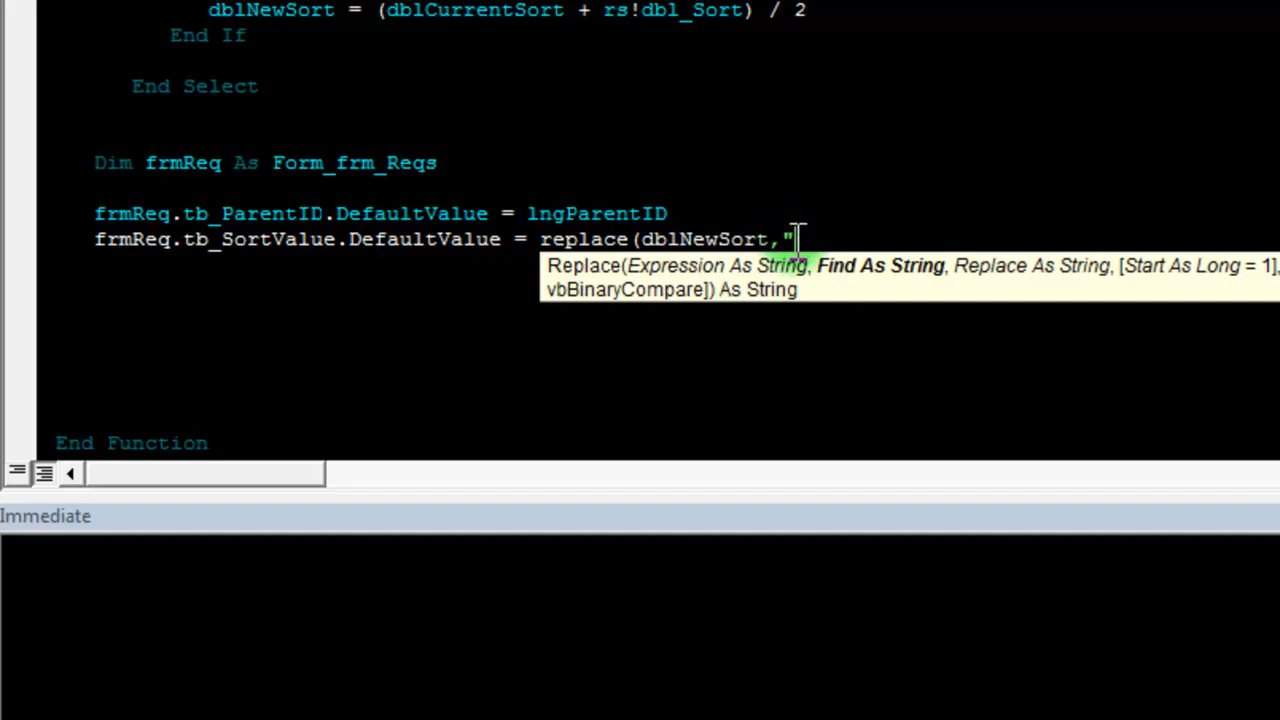 dblNewSort = (dblCurrentSort + rs!dbl_Sort) / 2
End If
End Select
Dim frmReq As Form_frm_Reqs
frmReq.tb_ParentID.DefaultValue = lngParentID
frmReq.tb_SortValue.DefaultValue = replace(dblNewSort,"
Replace(Expression As String, Find As String, Replace As String, [Start As Long = 1],
vbBinaryCompare]) As String
End Function
Immediate